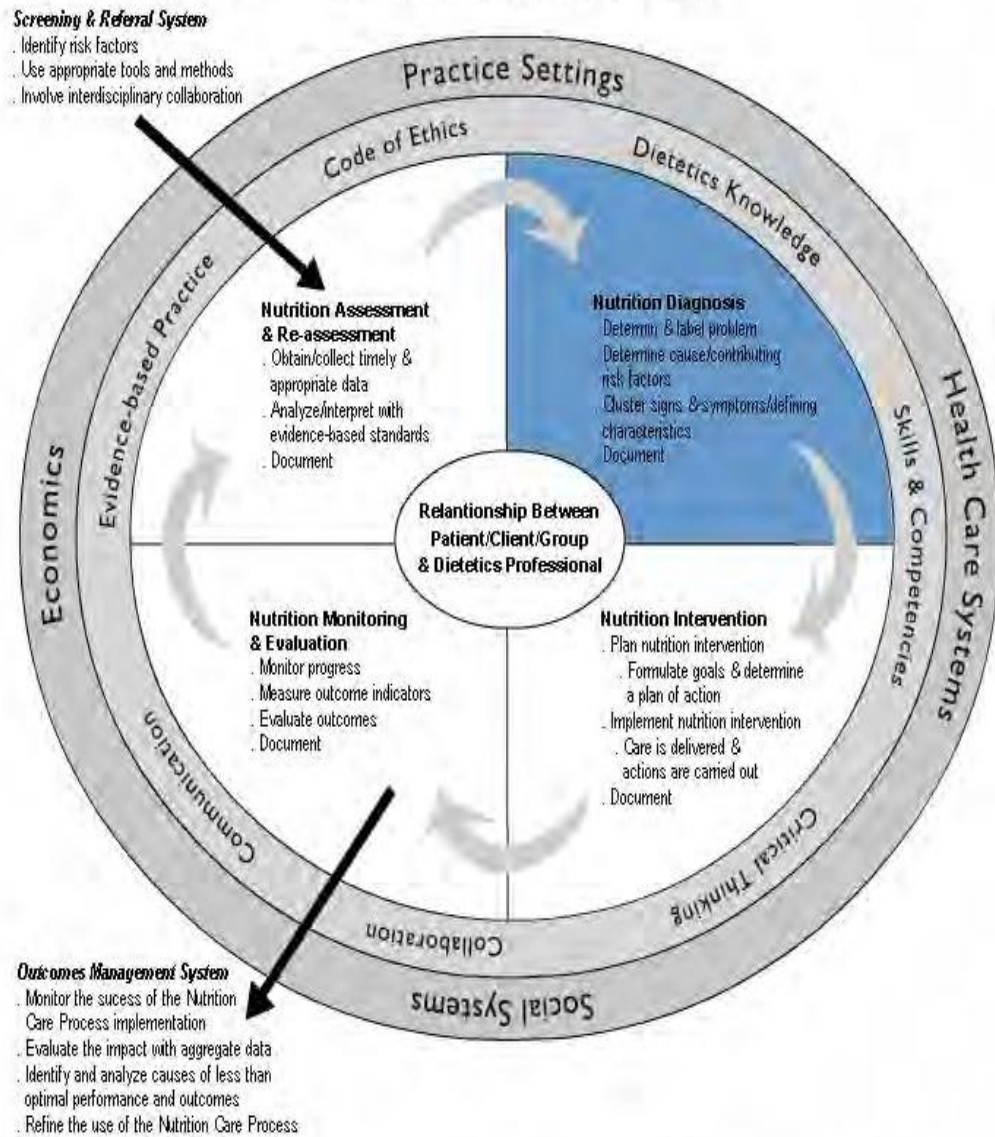 Screening & Referral System
. Identify risk factors
. Use appropriate tools and methods
. Involve interdisciplinary collaboration
Practice Settings
Code of Ethics
Dietetics Knowledge
Evidence-based Practice
Skills & Competencies
Economics
Health Care Systems
Nutrition Assessment
& Re-assessment
. Obtain/collect timely &
appropriate data
. Analyze/interpret with
evidence-based standards
. Document
Nutrition Diagnosis
Determin & label problem
Determine cause/contributing
risk factors
Cluster signs & symptoms/defining
characteristics
Document
Relantionship Between
Patient/Client/Group
& Dietetics Professional
Nutrition Monitoring
& Evaluation
. Monitor progress
. Measure outcome indicators
. Evaluate outcomes
. Document
Nutrition Intervention
. Plan nutrition intervention
. Formulate goals & determine
a plan of action
. Implement nutrition intervention
. Care is delivered &
actions are carried out
. Document
Communication
Critical Thinking
Collaboration
Social Systems
Outcomes Management System
. Monitor the sucess of the Nutrition
Care Process implementation
. Evaluate the impact with aggregate data
. Identify and analyze causes of less than
optimal performance and outcomes
. Refine the use of the Nutrition Care Process